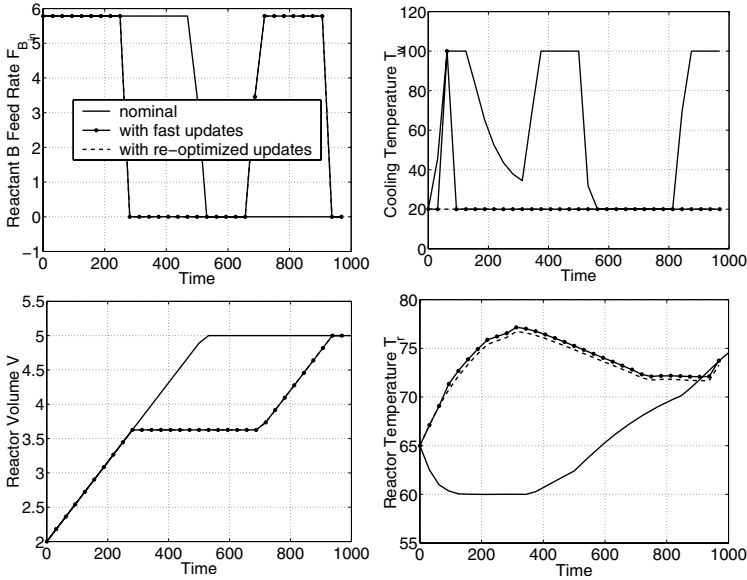 Reactant B Feed Rate F_B_in
6
5
4
3
2
1
0
−1
0 200 400 600 800 1000
Time
nominal
with fast updates
with re−optimized updates
Cooling Temperature T_w
120
100
80
60
40
20
0
0 200 400 600 800 1000
Time
Reactor Volume V
5.5
5
4.5
4
3.5
3
2.5
2
0 200 400 600 800 1000
Time
Reactor Temperature T_r
80
75
70
65
60
55
0 200 400 600 800 1000
Time